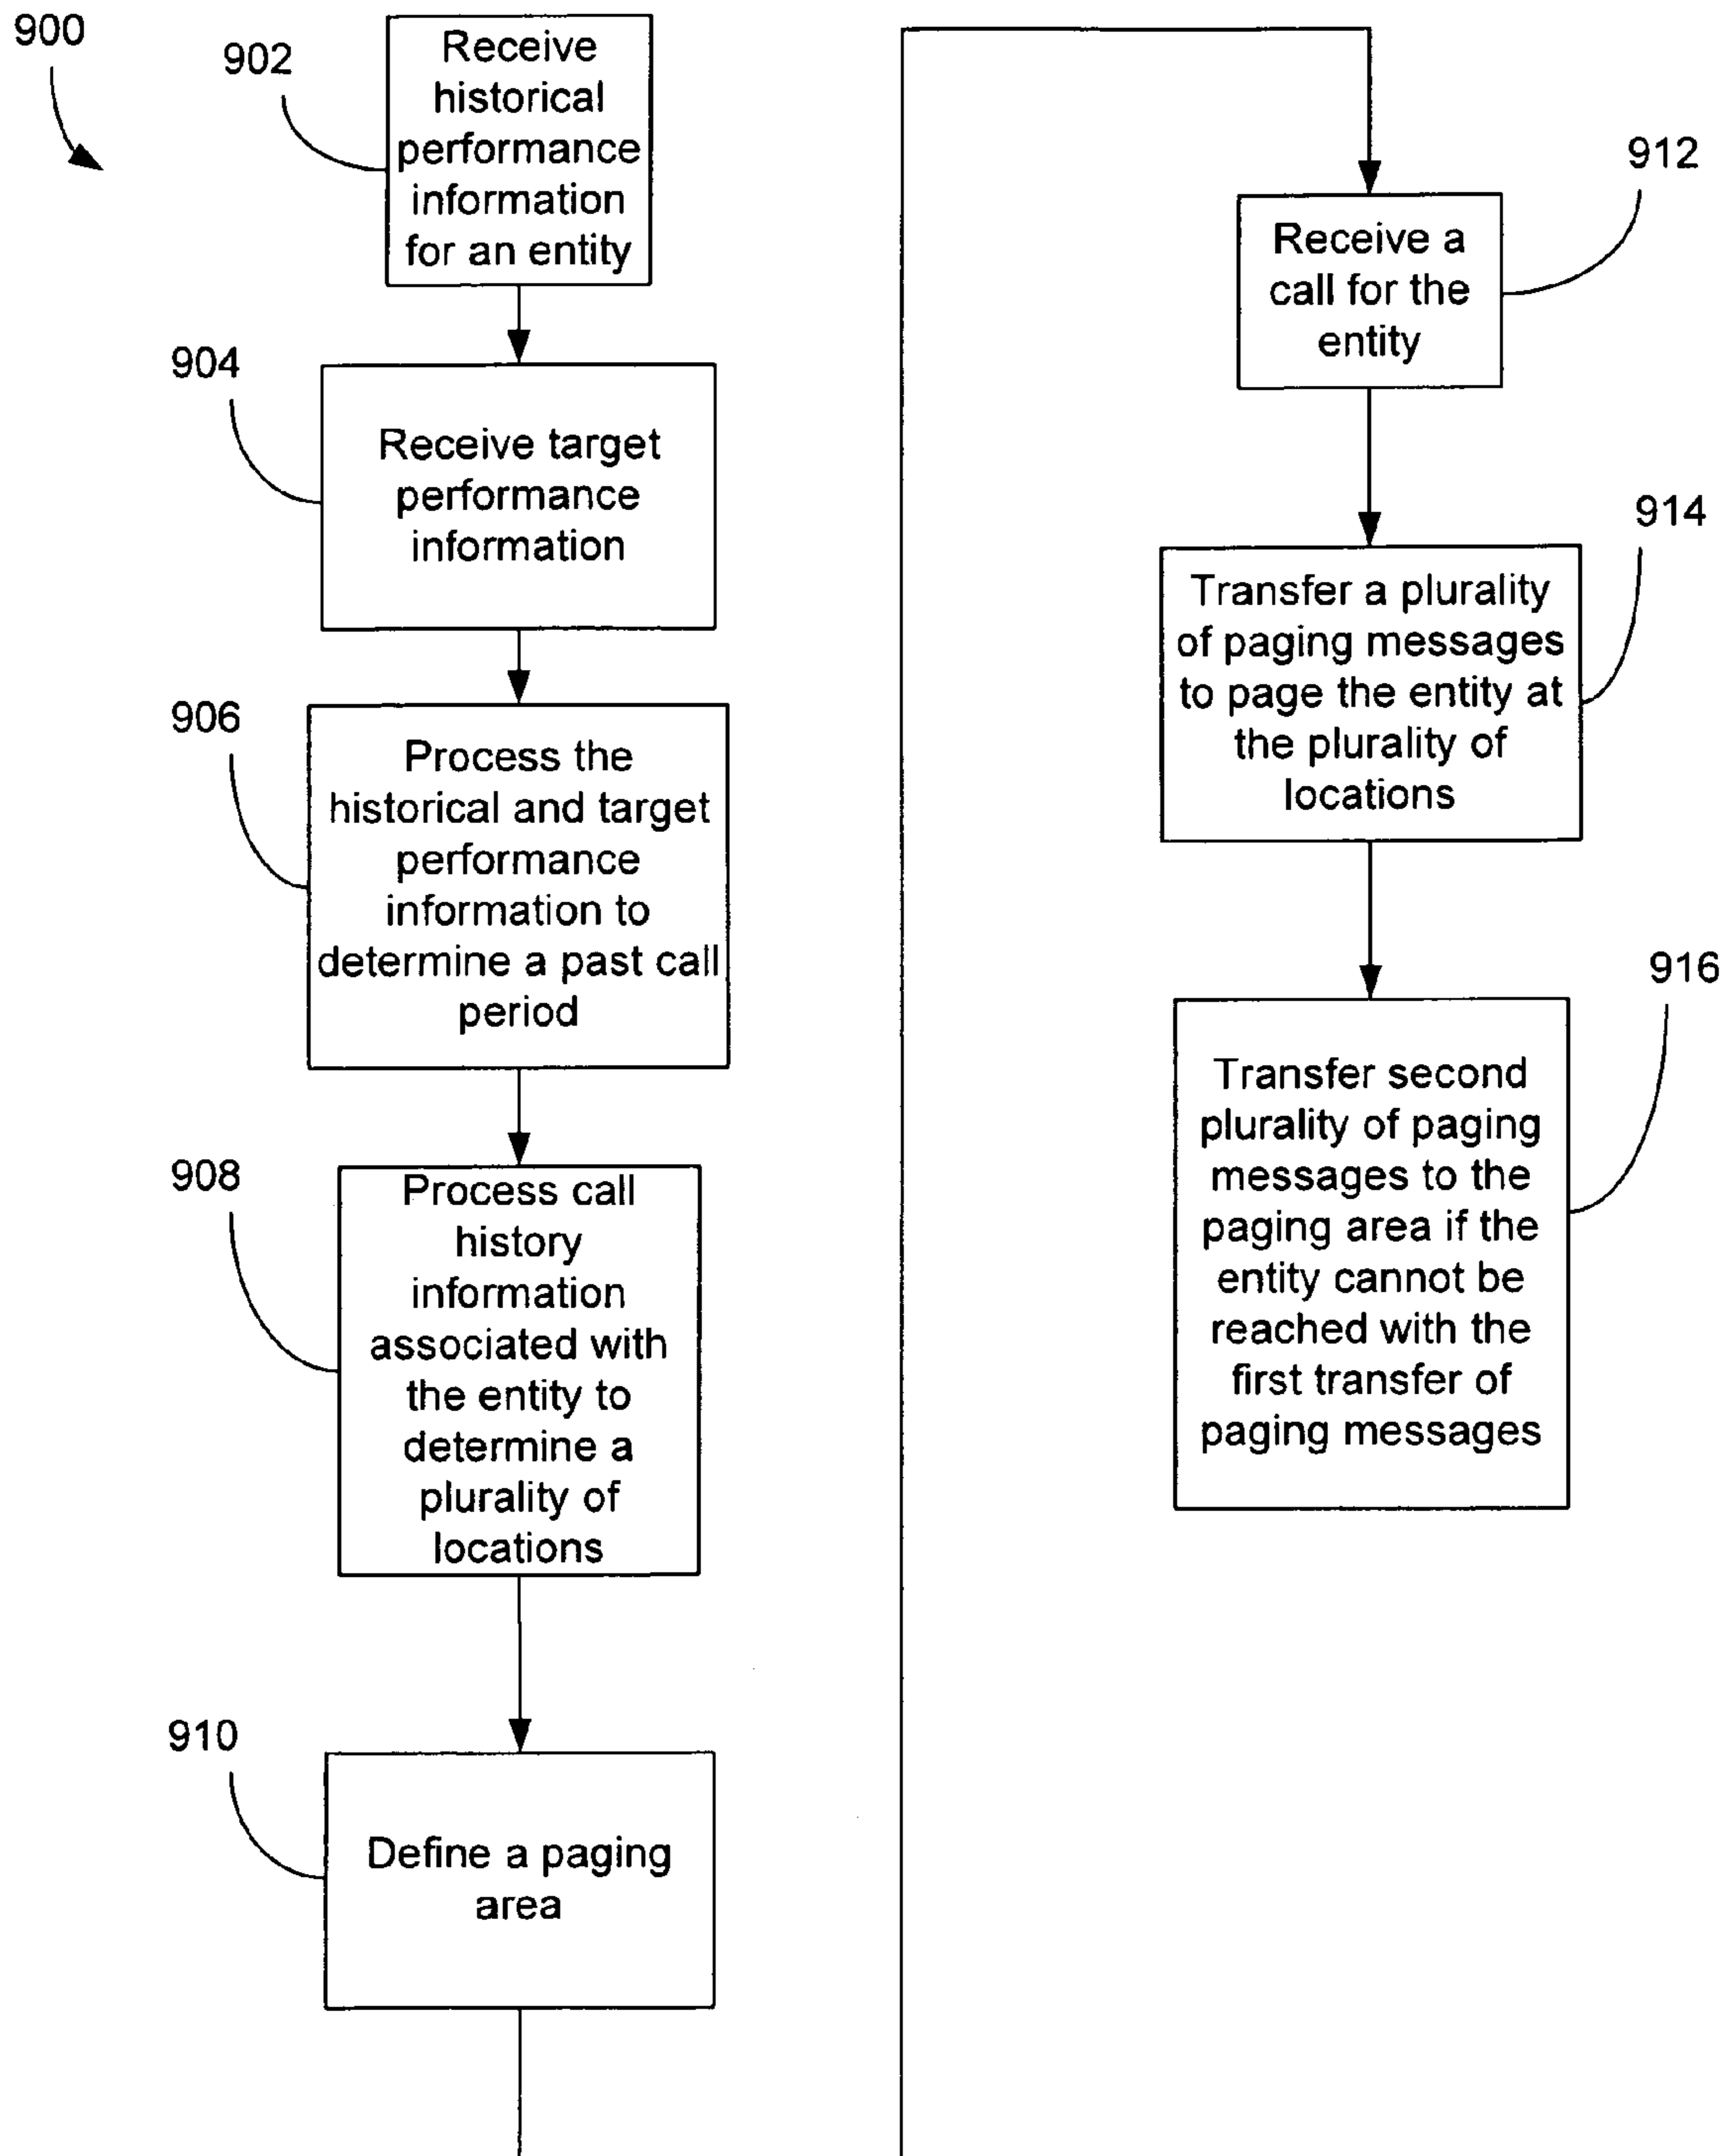 900
902
Receive
historical
performance
information
for an entity
904
Receive target
performance
information
906
Process the
historical and target
performance
information to
determine a past call
period
908
Process call
history
information
associated with
the entity to
determine a
plurality of
locations
910
Define a paging
area
912
Receive a
call for the
entity
914
Transfer a plurality
of paging messages
to page the entity at
the plurality of
locations
916
Transfer second
plurality of paging
messages to the
paging area if the
entity cannot be
reached with the
first transfer of
paging messages